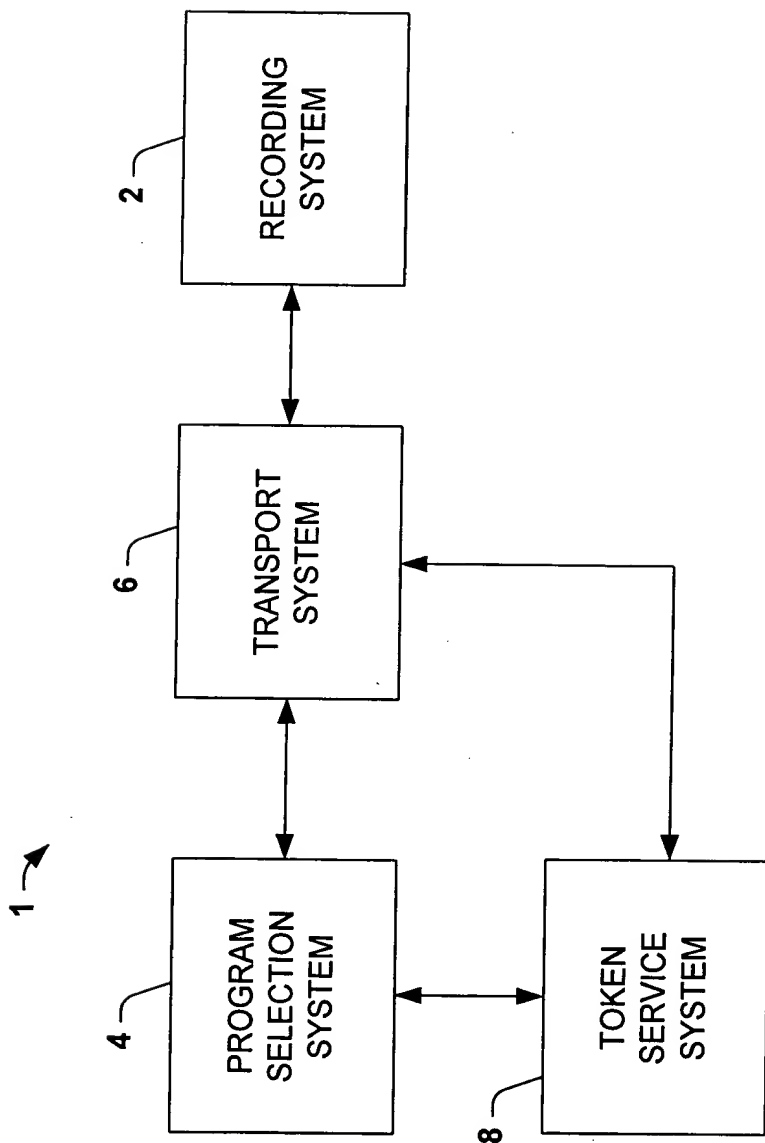 1
2
RECORDING
SYSTEM
6
TRANSPORT
SYSTEM
4
PROGRAM
SELECTION
SYSTEM
8
TOKEN
SERVICE
SYSTEM